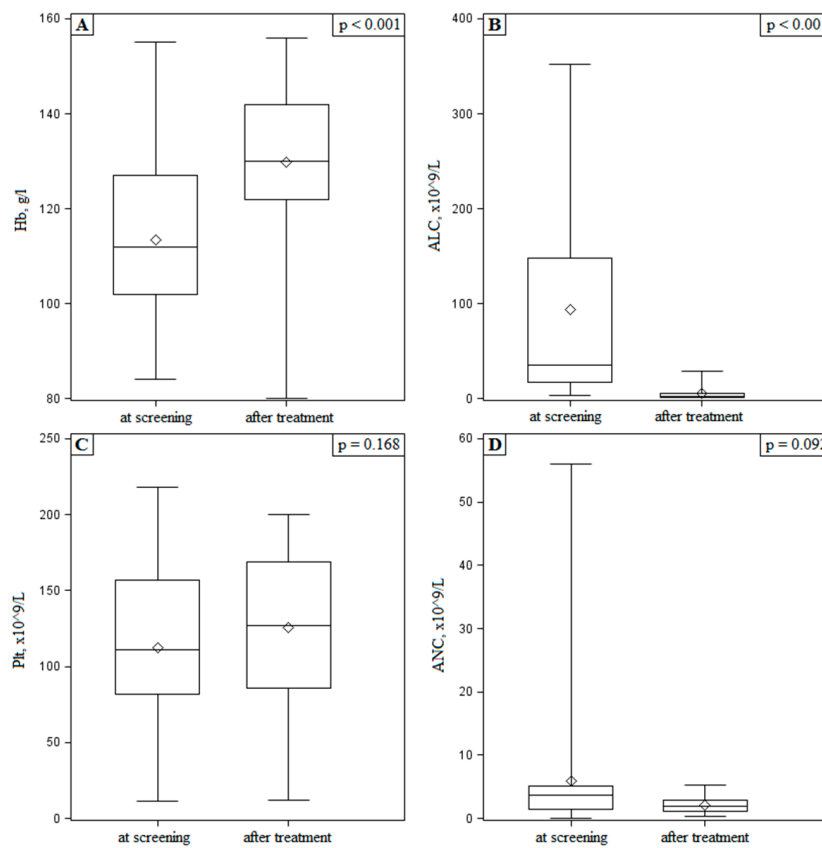 A
p < 0.001
160
140
120
100
80
Hb, g/l
at screening
after treatment
B
p < 0.00
400
300
200
100
0
ALC, x10^9/L
at screening
after treatment
C
p = 0.168
250
200
150
100
50
0
Plt, x10^9/L
at screening
after treatment
D
p = 0.092
60
50
40
30
20
10
0
ANC, x10^9/L
at screening
after treatment